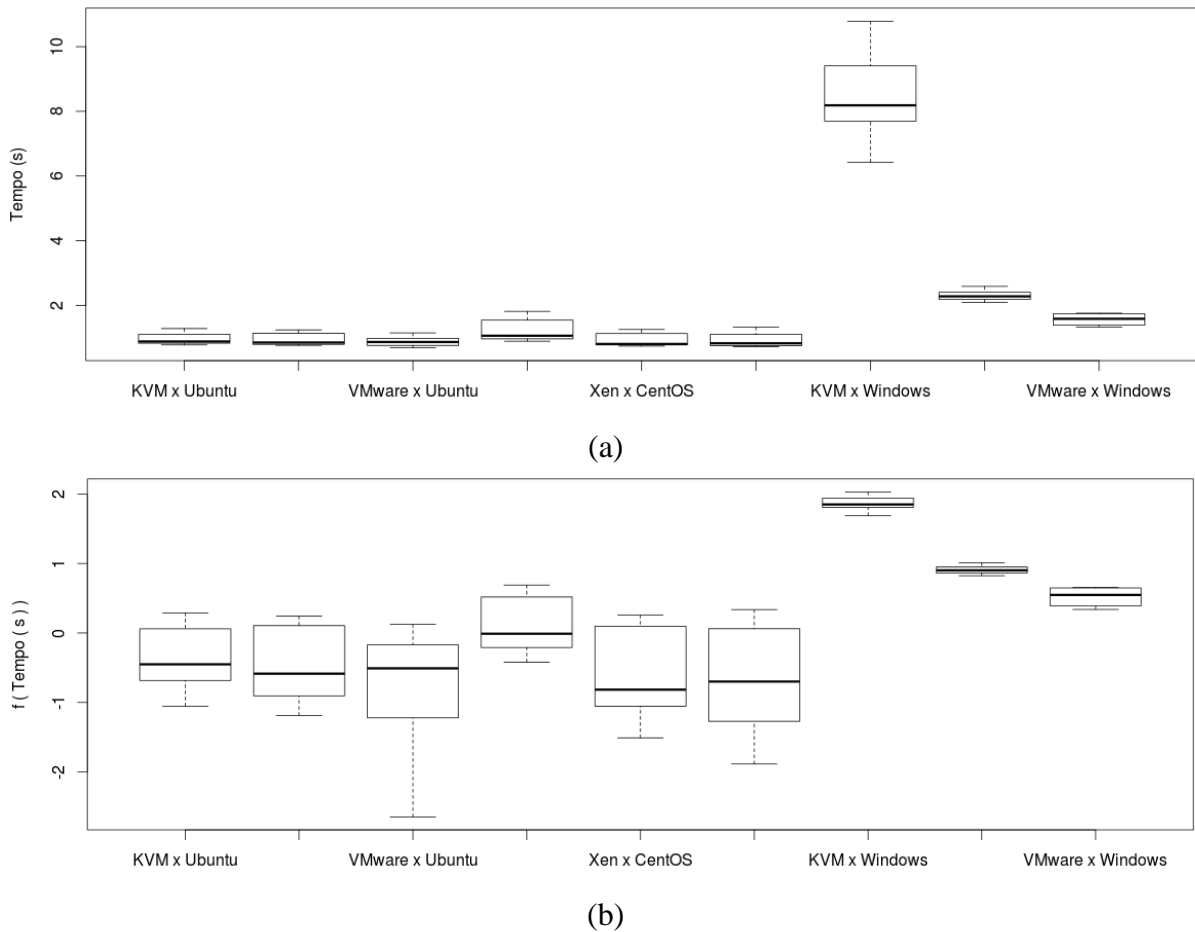 10
8
6
4
2
Tempo (s)
KVM x Ubuntu VMware x Ubuntu Xen x CentOS KVM x Windows VMware x Windows
(a)
2
1
0
-1
-2
f ( Tempo ( s ) )
KVM x Ubuntu VMware x Ubuntu Xen x CentOS KVM x Windows VMware x Windows
(b)